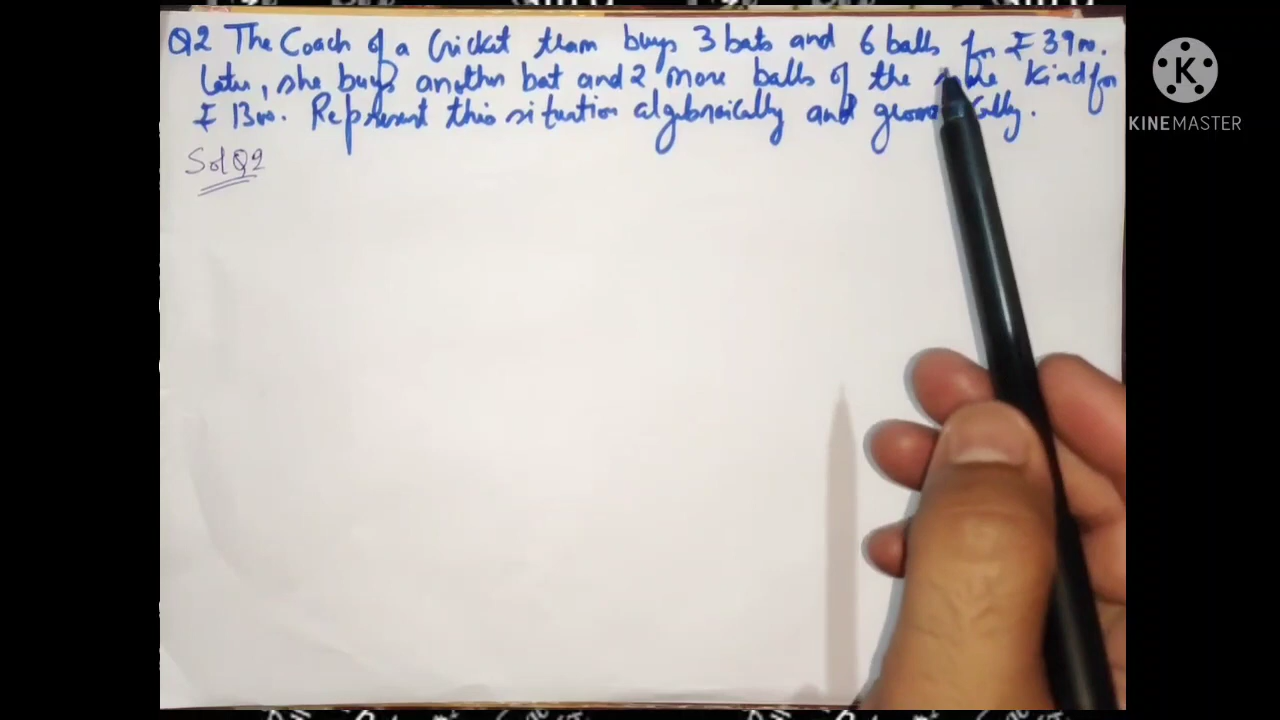 Q2 The Coach of a Cricket team buys 3 bats and 6 balls for ₹ 3900.
Later, she buys another bat and 2 more balls of the kind for
₹ 1300. Represent this situation algebraically and
Sol Q2
K
KINEMASTER